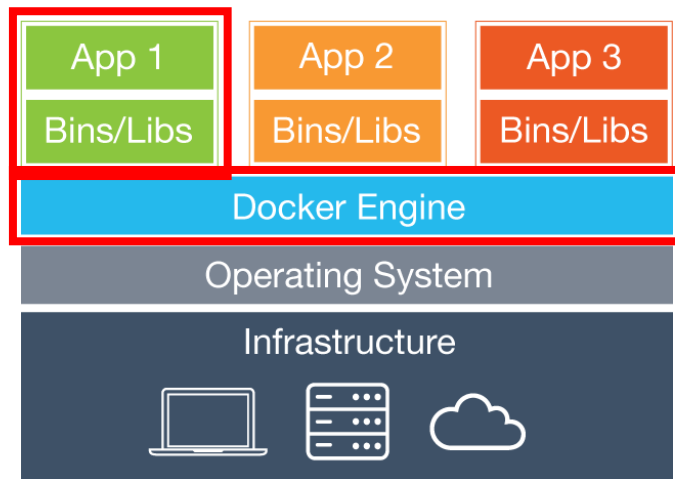 App 1
App 2
App 3
Bins/Libs
Bins/Libs
Bins/Libs
Docker Engine
Operating System
Infrastructure